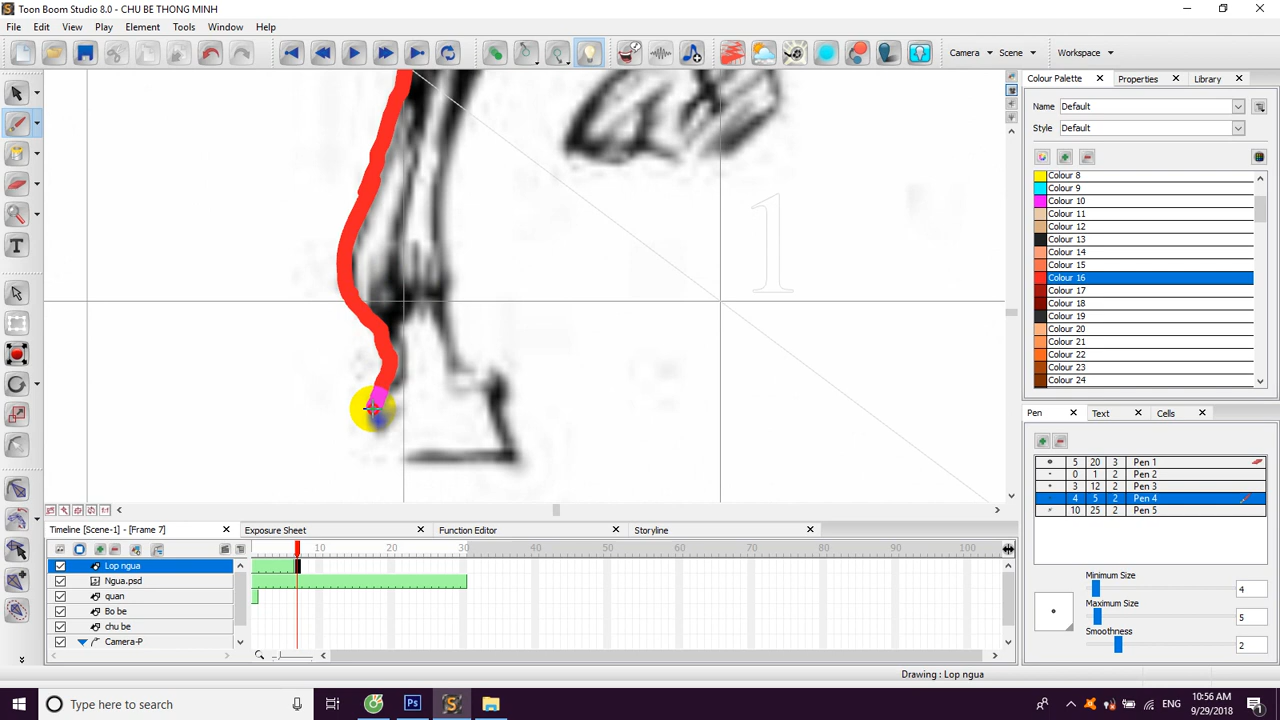 Toon Boom Studio 8.0 - CHU BE THONG MINH
File Edit View Play Element Tools Window Help
Camera Scene Workspace
Colour Palette Properties Library
Name Default
Style Default
Colour 8
Colour 9
Colour 10
Colour 11
Colour 12
Colour 13
Colour 14
Colour 15
Colour 16
Colour 17
Colour 18
Colour 19
Colour 20
Colour 21
Colour 22
Colour 23
Colour 24
1
Pen Text Cells
5 20 3 Pen 1
0 1 2 Pen 2
3 12 2 Pen 3
4 5 2 Pen 4
10 25 2 Pen 5
Minimum Size
4
Maximum Size
5
Smoothness
2
Timeline [Scene-1] - [Frame 7] Exposure Sheet Function Editor Storyline
10 20 30 40 50 60 70 80 90 100
Lop ngua
Ngua.psd
quan
Bo be
chu be
Camera-P
Drawing : Lop ngua
Type here to search
ENG
10:56 AM
9/29/2018